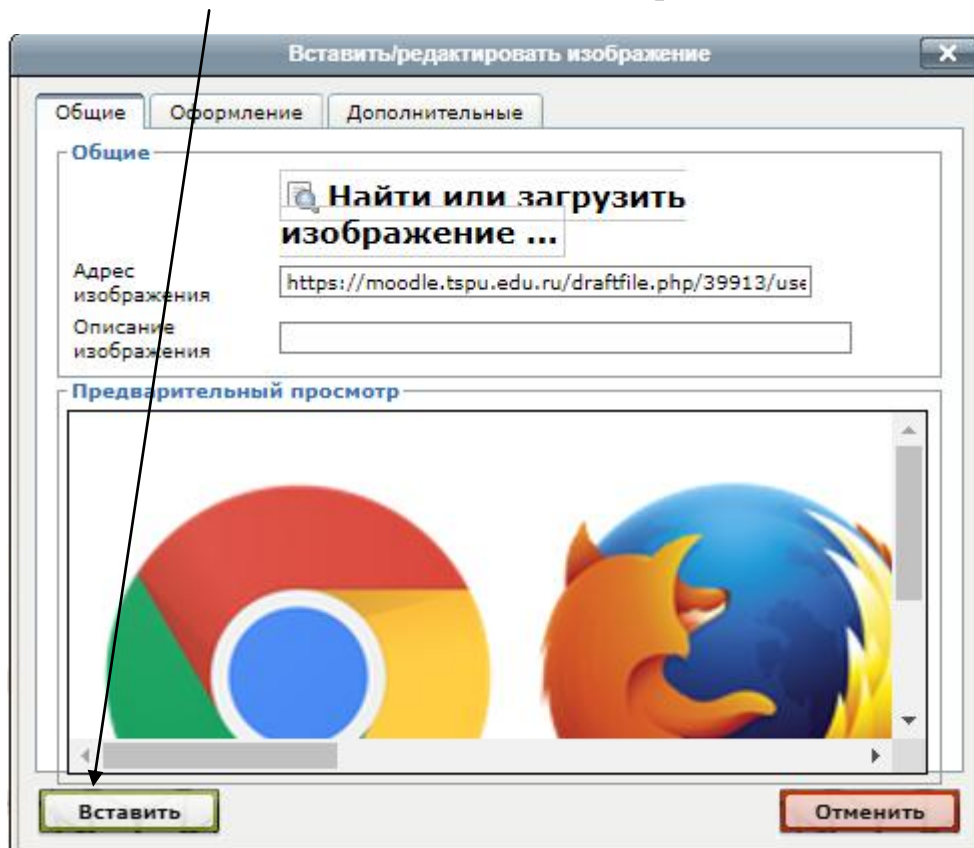 Вставить/редактировать изображение
Общие Оформление Дополнительные
Общие
Найти или загрузить
изображение ...
Адрес
изображения
https://moodle.tspu.edu.ru/draftfile.php/39913/use
Описание
изображения
Предварительный просмотр
Вставить Отменить